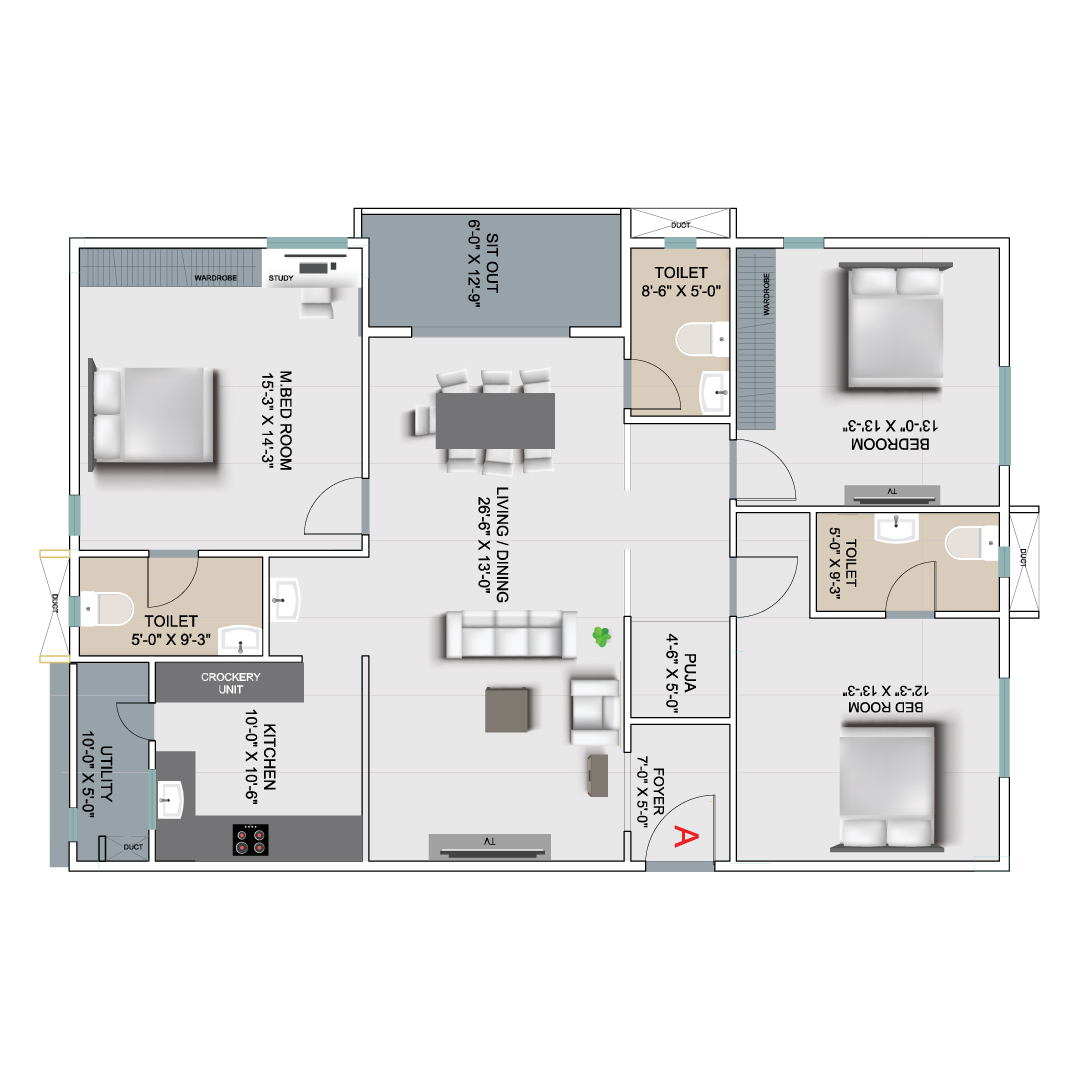 DUCT
SIT OUT
6'-0" X 12'-9"
TOILET
8'-6" X 5'-0"
WARDROBE
STUDY
WARDROBE
M.BED ROOM
15'-3" X 14'-3"
BEDROOM
13'-0" X 13'-3"
TV
LIVING / DINING
26'-6" X 13'-0"
TOILET
5'-0" X 9'-3"
DUCT
DUCT
TOILET
5'-0" X 9'-3"
PUJA
4'-6" X 5'-0"
BED ROOM
12'-3" X 13'-3"
CROCKERY
UNIT
KITCHEN
10'-0" X 10'-6"
UTILITY
10'-0" X 5'-0"
DUCT
FOYER
7'-0" X 5'-0"
A
TV